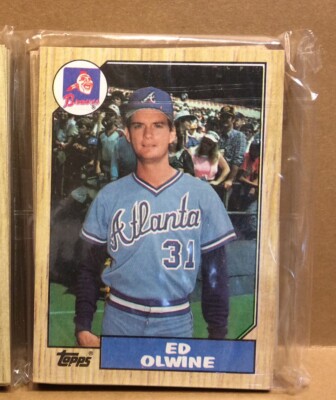 Braves
A
Atlanta
31
ED
OLWINE
Topps